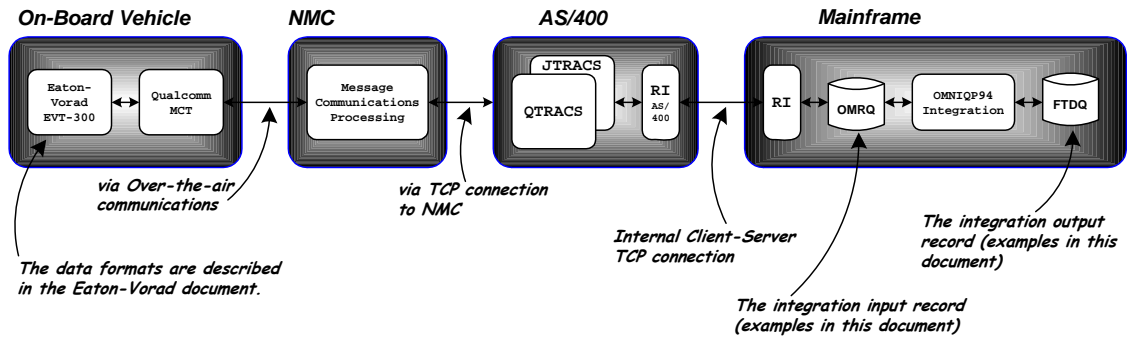 On-Board Vehicle
NMC
AS/400
Mainframe
Eaton-
Vorad
EVT-300
Qualcomm
MCT
Message
Communications
Processing
JTRACS
QTRACS
RI
AS/
400
RI
OMRQ
OMNIQP94
Integration
FTDQ
via Over-the-air
communications
via TCP connection
to NMC
Internal Client-Server
TCP connection
The integration output
record (examples in this
document)
The data formats are described
in the Eaton-Vorad document.
The integration input record
(examples in this document)